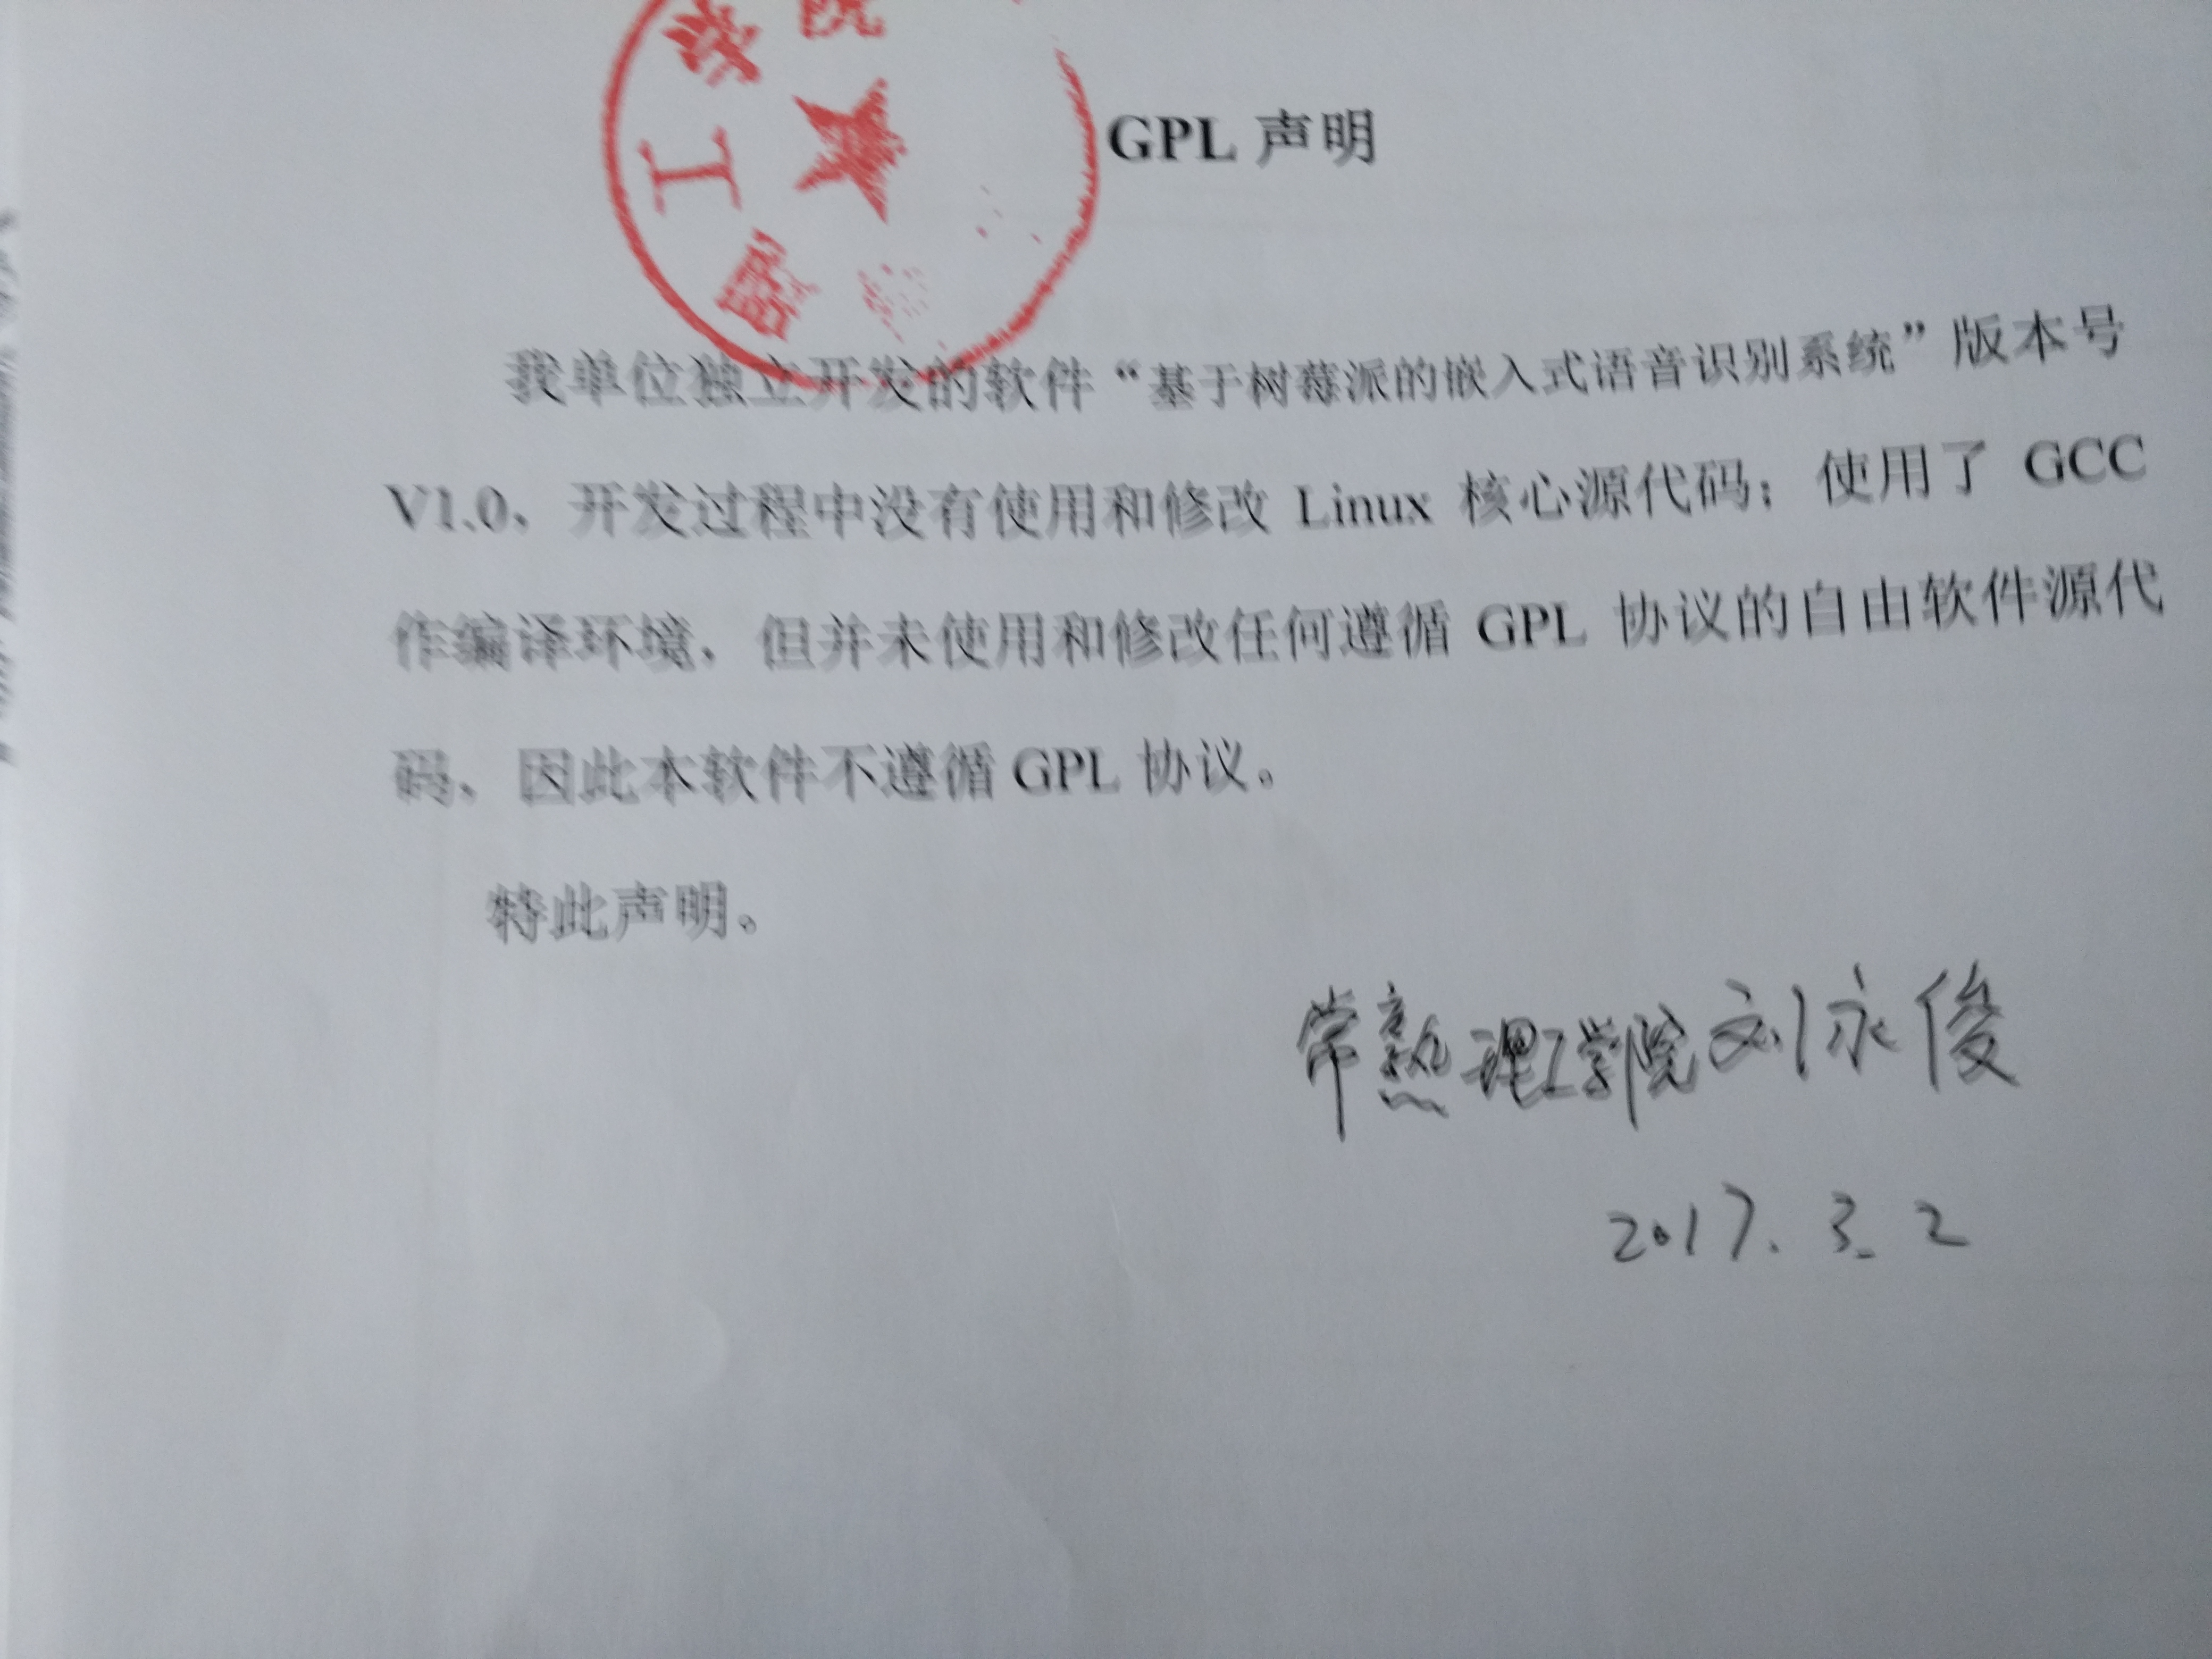 理工学院
GPL 声明
我单位独立开发的软件“基于树莓派的嵌入式语音识别系统”版本号
V1.0，开发过程中没有使用和修改 Linux 核心源代码；使用了 GCC
作编译环境，但并未使用和修改任何遵循 GPL 协议的自由软件源代
码，因此本软件不遵循 GPL 协议。
特此声明。
常熟理工学院 刘永俊
2017.3.2